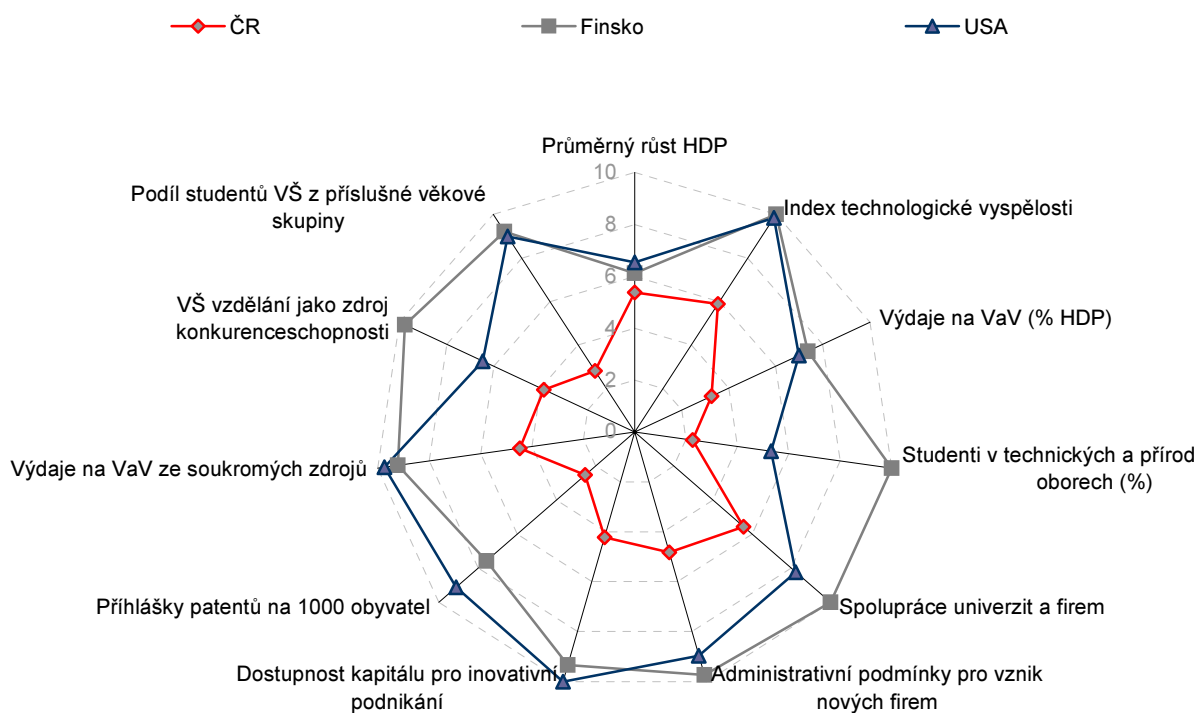 ČR
Finsko
USA
Průměrný růst HDP
Index technologické vyspělosti
Výdaje na VaV (% HDP)
Studenti v technických a přírod
oborech (%)
Spolupráce univerzit a firem
Administrativní podmínky pro vznik
nových firem
Dostupnost kapitálu pro inovativní
podnikání
Příhlášky patentů na 1000 obyvatel
Výdaje na VaV ze soukromých zdrojů
VŠ vzdělání jako zdroj
konkurenceschopnosti
Podíl studentů VŠ z příslušné věkové
skupiny
10
8
6
4
2
0